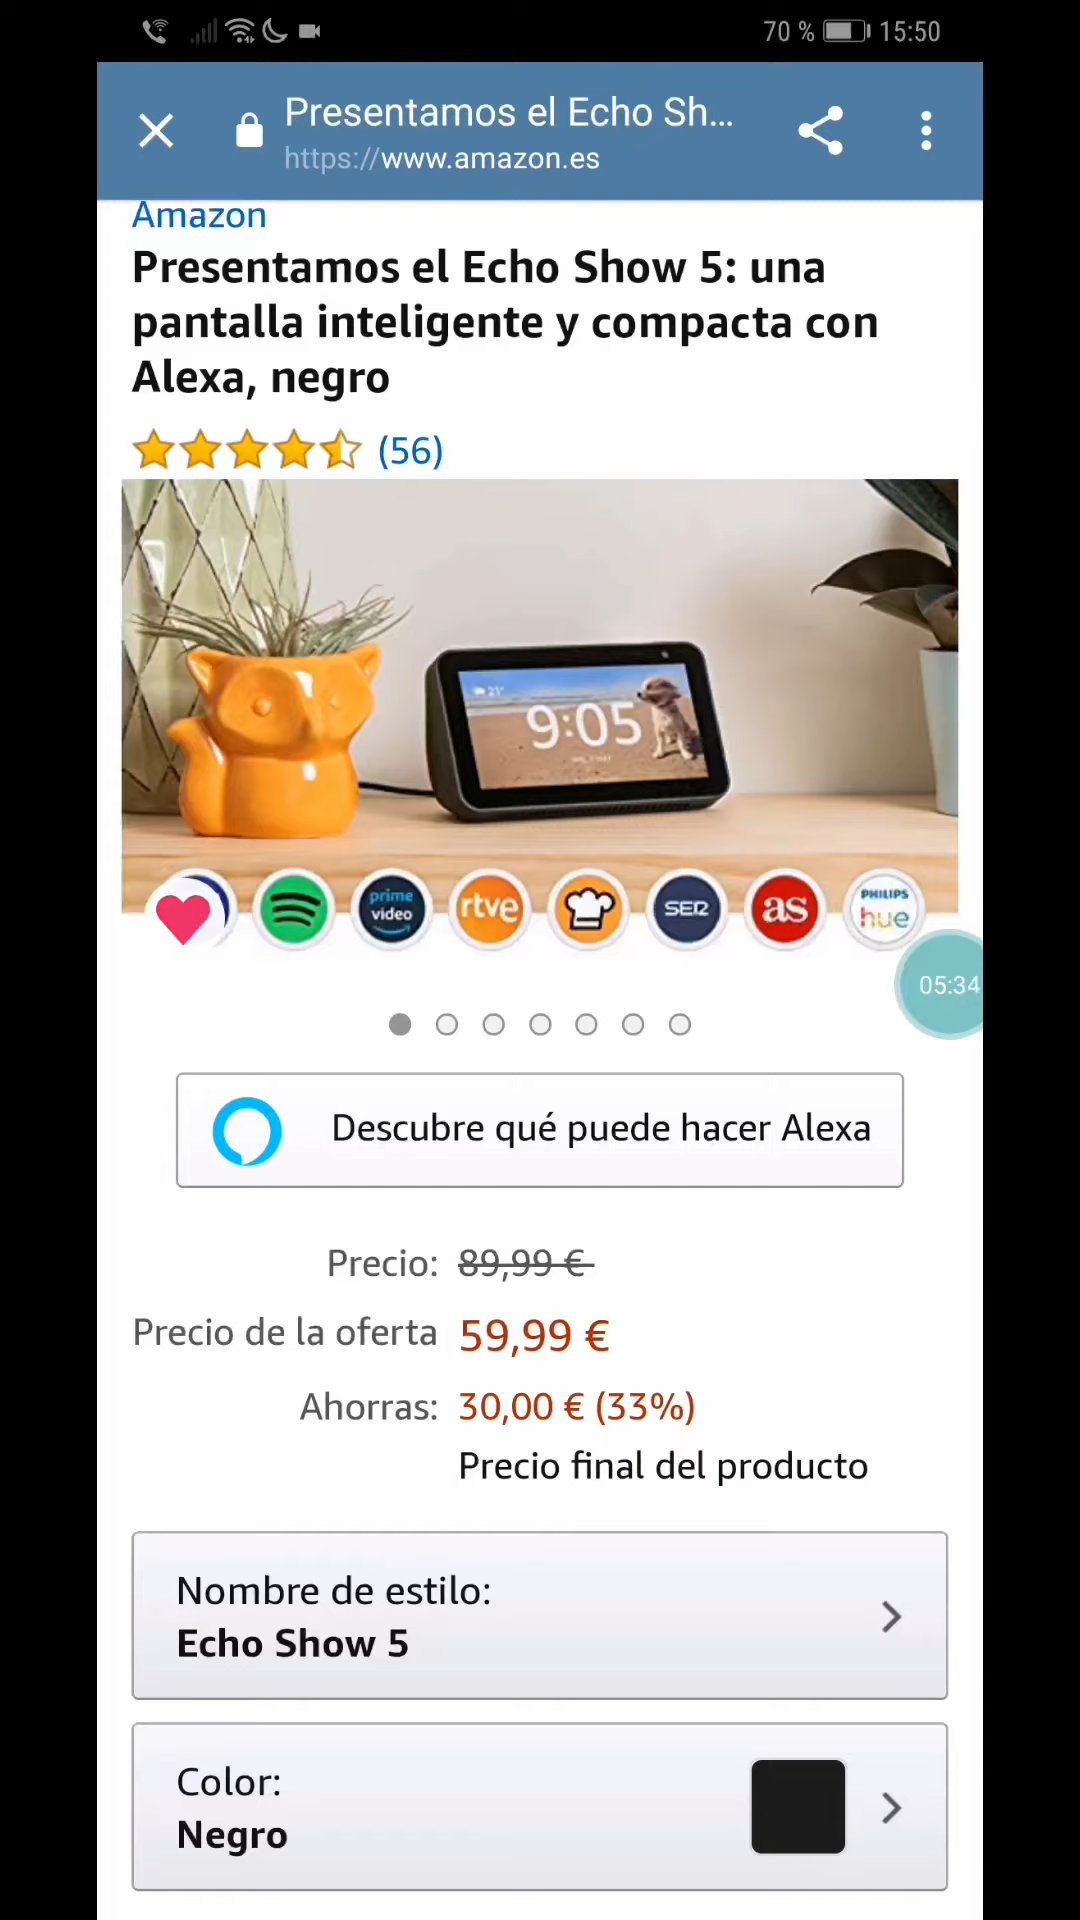 70 % 15:50
Presentamos el Echo Sh...
https://www.amazon.es
Amazon
Presentamos el Echo Show 5: una
pantalla inteligente y compacta con
Alexa, negro
(56)
21°
9:05
prime
video
rtve
SER
as
PHILIPS
hue
05:34
Descubre qué puede hacer Alexa
Precio: 89,99 €
Precio de la oferta 59,99 €
Ahorras: 30,00 € (33%)
Precio final del producto
Nombre de estilo:
Echo Show 5
Color:
Negro